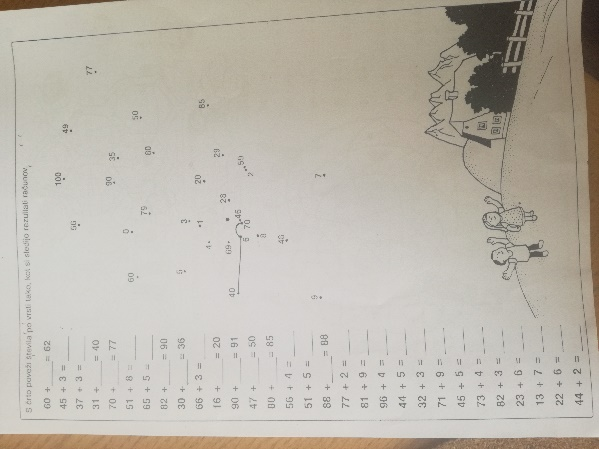 S črto poveži števila po vrsti tako, kot si sledijo rezultati računov.
60 + ___ = 62
45 + 3 = ___
37 + 3 = ___
31 + ___ = 40
70 + ___ = 77
51 + 8 = ___
65 + 5 = ___
82 + ___ = 90
30 + ___ = 36
66 + 3 = ___
16 + ___ = 20
90 + ___ = 91
47 + ___ = 50
80 + ___ = 85
56 + 4 = ___
51 + 5 = ___
88 + ___ = 88
77 + 2 = ___
81 + 9 = ___
96 + 4 = ___
44 + 5 = ___
32 + 3 = ___
71 + 9 = ___
45 + 5 = ___
73 + 4 = ___
82 + 3 = ___
23 + 6 = ___
13 + 7 = ___
22 + 6 = ___
44 + 2 = ___
77
49
50
85
100
35
60
29
59
90
20
2
7
56
79
28
3
1
46
5
70
4
69
6
8
60
9
40
9